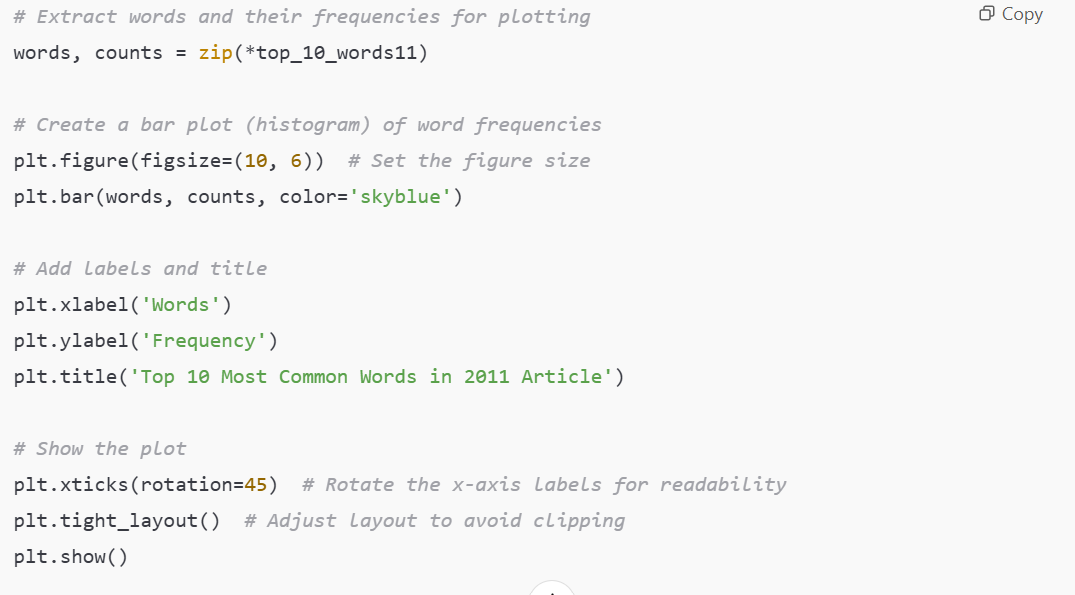 # Extract words and their frequencies for plotting
Copy
words, counts = zip(*top_10_words11)
# Create a bar plot (histogram) of word frequencies
plt.figure(figsize=(10, 6))  # Set the figure size
plt.bar(words, counts, color='skyblue')
# Add labels and title
plt.xlabel('Words')
plt.ylabel('Frequency')
plt.title('Top 10 Most Common Words in 2011 Article')
# Show the plot
plt.xticks(rotation=45)  # Rotate the x-axis labels for readability
plt.tight_layout()  # Adjust layout to avoid clipping
plt.show()